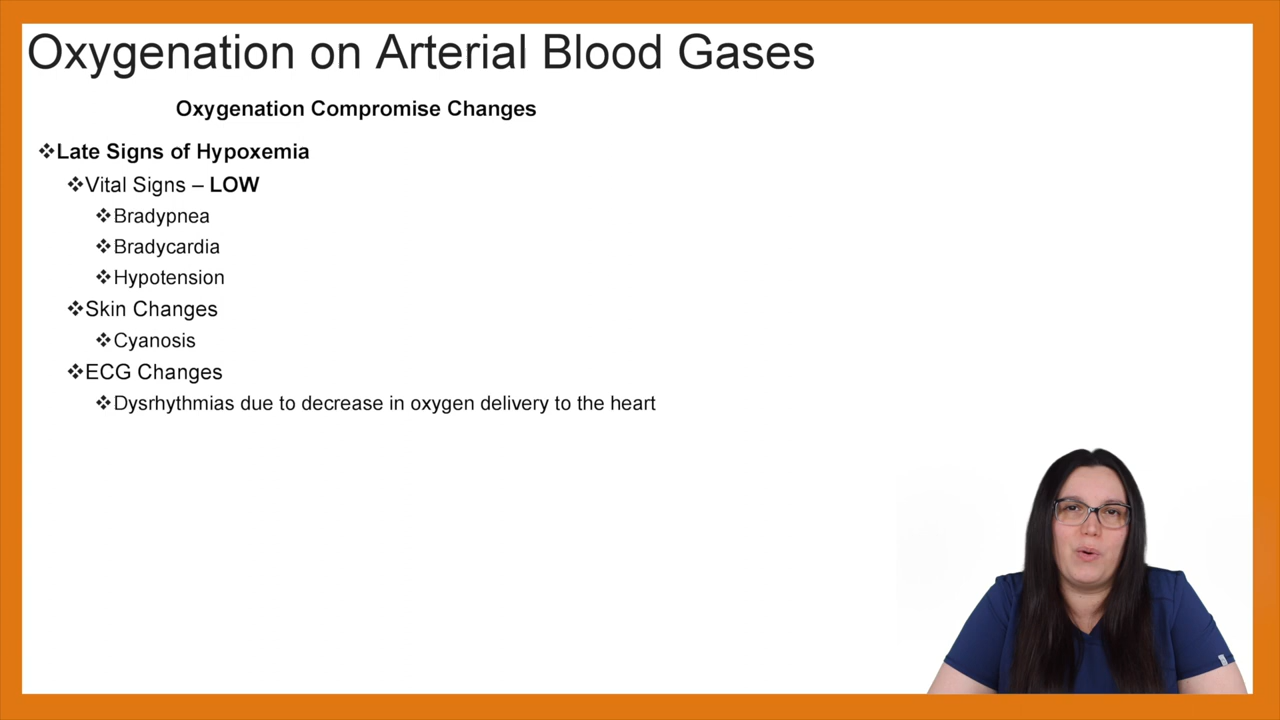 Oxygenation on Arterial Blood Gases
Oxygenation Compromise Changes
❖Late Signs of Hypoxemia
❖Vital Signs – LOW
❖Bradypnea
❖Bradycardia
❖Hypotension
❖Skin Changes
❖Cyanosis
❖ECG Changes
❖Dysrhythmias due to decrease in oxygen delivery to the heart